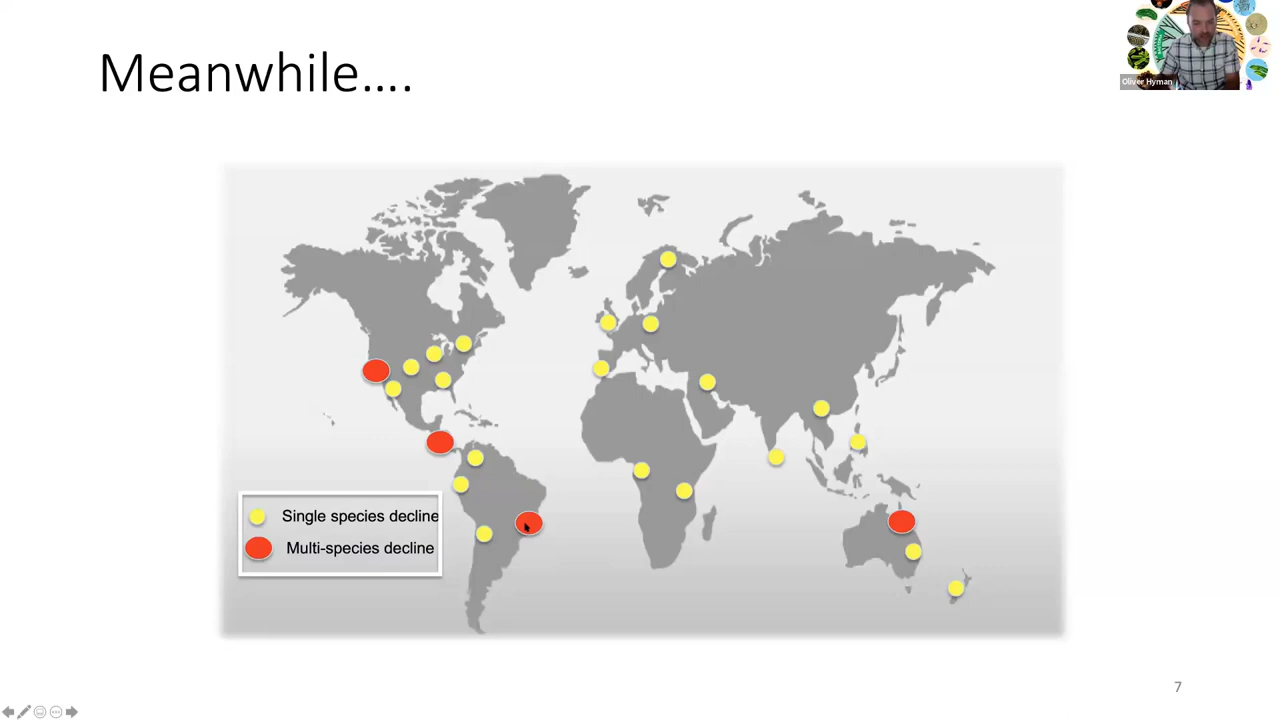 Meanwhile....
Oliver Hyman
Single species decline
Multi-species decline
7